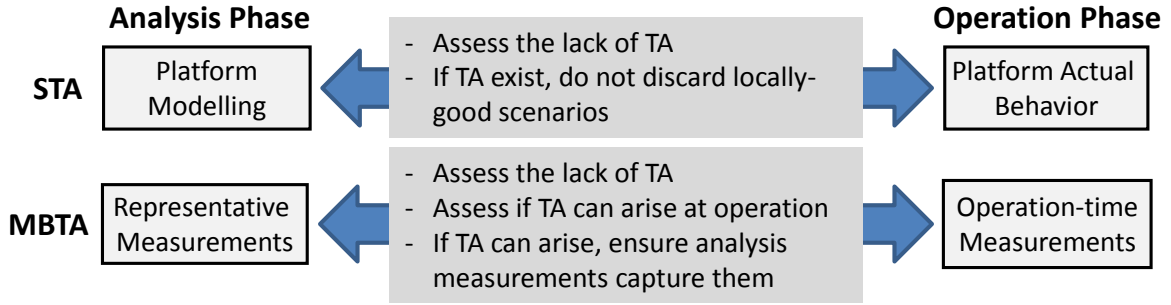 Analysis Phase
Operation Phase
STA
Platform
Modelling
- Assess the lack of TA
- If TA exist, do not discard locally-
good scenarios
Platform Actual
Behavior
MBTA
Representative
Measurements
- Assess the lack of TA
- Assess if TA can arise at operation
- If TA can arise, ensure analysis
measurements capture them
Operation-time
Measurements